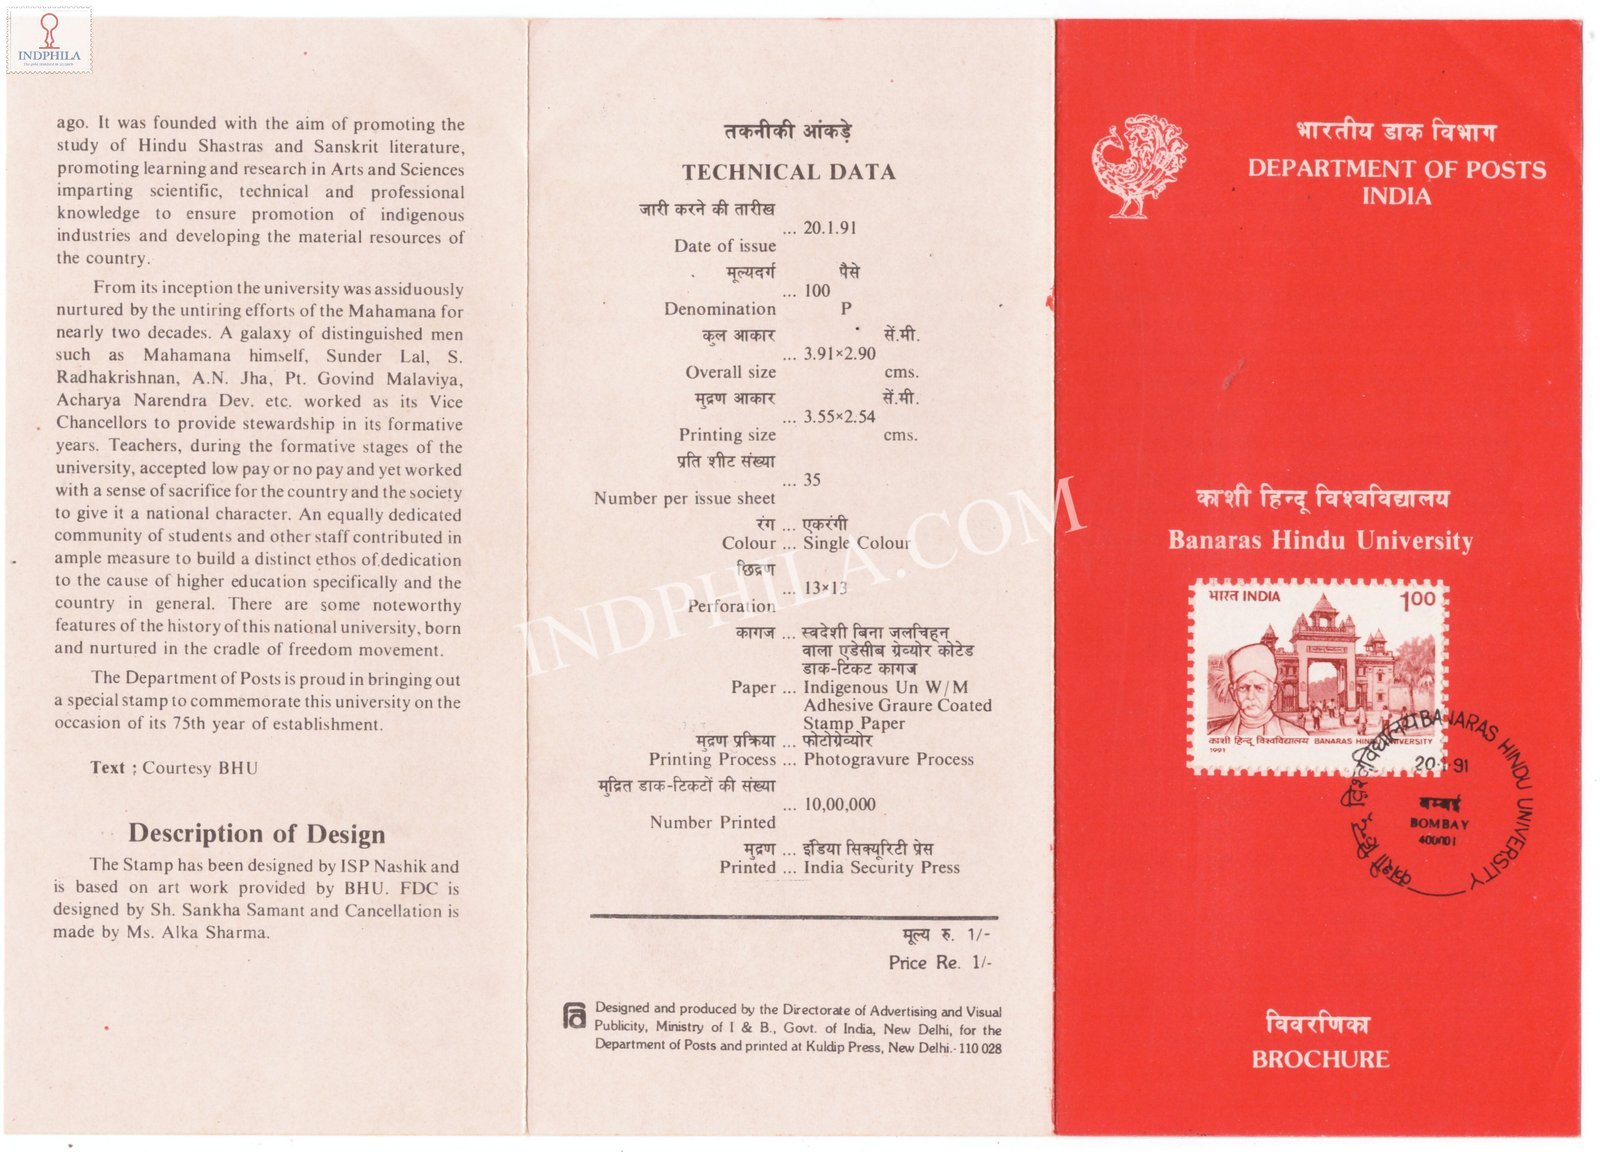 INDPHILA
ago. It was founded with the aim of promoting the
study of Hindu Shastras and Sanskrit literature,
promoting learning and research in Arts and Sciences
imparting scientific, technical and professional
knowledge to ensure promotion of indigenous
industries and developing the material resources of
the country.
From its inception the university was assiduously
nurtured by the untiring efforts of the Mahamana for
nearly two decades. A galaxy of distinguished men
such as Mahamana himself, Sunder Lal, S.
Radhakrishnan, A.N. Jha, Pt. Govind Malaviya,
Acharya Narendra Dev. etc. worked as its Vice
Chancellors to provide stewardship in its formative
years. Teachers, during the formative stages of the
university, accepted low pay or no pay and yet worked
with a sense of sacrifice for the country and the society
to give it a national character. An equally dedicated
community of students and other staff contributed in
ample measure to build a distinct ethos of dedication
to the cause of higher education specifically and the
country in general. There are some noteworthy
features of the history of this national university, born
and nurtured in the cradle of freedom movement.
The Department of Posts is proud in bringing out
a special stamp to commemorate this university on the
occasion of its 75th year of establishment.
Text ; Courtesy BHU
Description of Design
The Stamp has been designed by ISP Nashik and
is based on art work provided by BHU. FDC is
designed by Sh. Sankha Samant and Cancellation is
made by Ms. Alka Sharma.
तकनीकी आंकड़े
TECHNICAL DATA
जारी करने की तारीख
... 20.1.91
Date of issue
मूल्यवर्ग पैसे
... 100
Denomination P
कुल आकार सें.मी.
... 3.91×2.90
Overall size cms.
मुद्रण आकार सें.मी.
... 3.55×2.54
Printing size cms.
प्रति शीट संख्या
... 35
Number per issue sheet
रंग ... एकरंगी
Colour ... Single Colour
छिद्रण
... 13×13
Perforation
कागज ... स्वदेशी बिना जलचिहन
वाला एडेसीब ग्रेव्योर कोटेड
डाक-टिकट कागज
Paper ... Indigenous Un W/M
Adhesive Graure Coated
Stamp Paper
मुद्रण प्रक्रिया ... फोटोग्रेव्योर
Printing Process ... Photogravure Process
मुद्रित डाक-टिकटों की संख्या
... 10,00,000
Number Printed
मुद्रण ... इंडिया सिक्यूरिटी प्रेस
Printed ... India Security Press
मूल्य रु. 1/-
Price Re. 1/-
Designed and produced by the Directorate of Advertising and Visual
Publicity, Ministry of I & B., Govt. of India, New Delhi, for the
Department of Posts and printed at Kuldip Press, New Delhi.-110 028
INDPHILA.COM
भारतीय डाक विभाग
DEPARTMENT OF POSTS
INDIA
काशी हिन्दू विश्वविद्यालय
Banaras Hindu University
भारत INDIA 1.00
काशी हिन्दू विश्वविद्यालय BANARAS HINDU UNIVERSITY
1991
काशी हिन्दू विश्वविद्यालय BANARAS HINDU UNIVERSITY
20.1.91
बम्बई
BOMBAY
400001
विवरणिका
BROCHURE